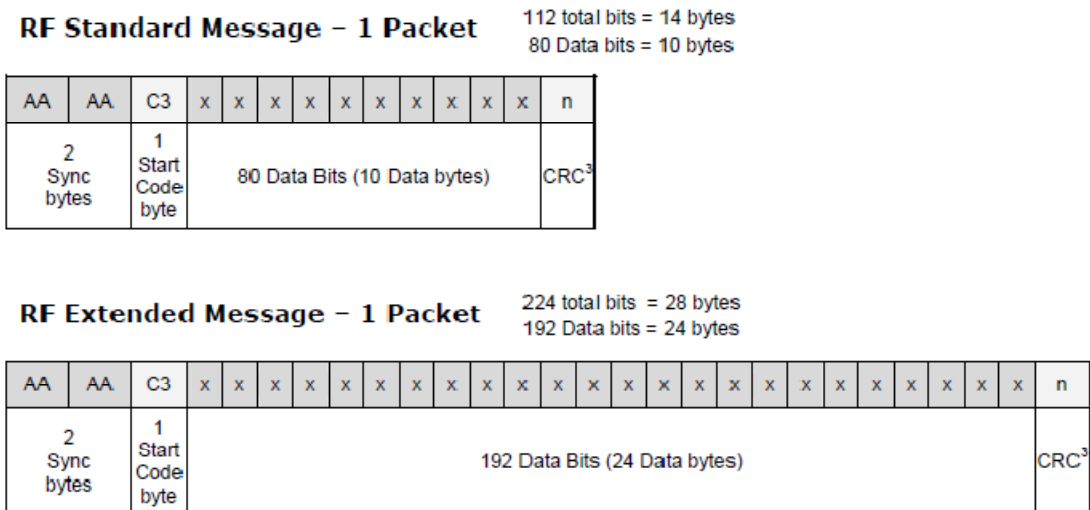 RF Standard Message – 1 Packet
112 total bits = 14 bytes
80 Data bits = 10 bytes
AA AA C3 x x x x x x x x x x n
2
Sync
bytes
1
Start
Code
byte
80 Data Bits (10 Data bytes)
CRC³
RF Extended Message – 1 Packet
224 total bits = 28 bytes
192 Data bits = 24 bytes
AA AA C3 x x x x x x x x x x x x x x x x x x x x x x x x n
2
Sync
bytes
1
Start
Code
byte
192 Data Bits (24 Data bytes)
CRC³